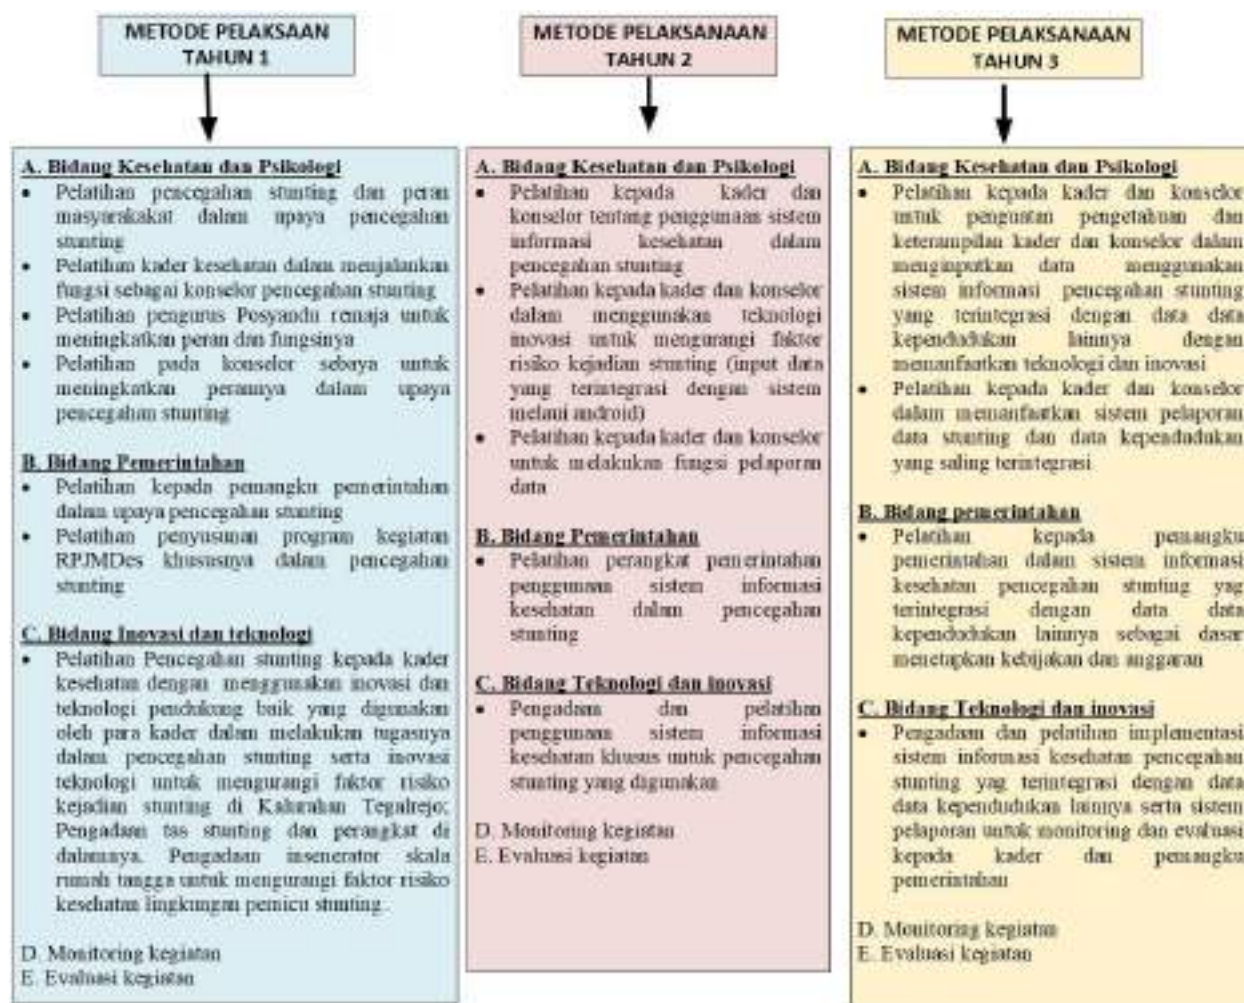 METODE PELAKSAAN
TAHUN 1
A. Bidang Kesehatan dan Psikologi
• Pelatihan pencegahan stunting dan peran
masyarakakat dalam upaya pencegahan
stunting
• Pelatihan kader kesehatan dalam menjalankan
fungsi sebagai konselor pencegahan stunting
• Pelatihan pengurus Posyandu remaja untuk
meningkatkan peran dan fungsinya
• Pelatihan pada konselor sebaya untuk
meningkatkan perannya dalam upaya
pencegahan stunting
B. Bidang Pemerintahan
• Pelatihan kepada pemangku pemerintahan
dalam upaya pencegahan stunting
• Pelatihan penyusunan program kegiatan
RPJMDes khususnya dalam pencegahan
stunting
C. Bidang Inovasi dan teknologi
• Pelatihan Pencegahan stunting kepada kader
kesehatan dengan menggunakan inovasi dan
teknologi pendukung baik yang digunakan
oleh para kader dalam melakukan tugasnya
dalam pencegahan stunting serta inovasi
teknologi untuk mengurangi faktor risiko
kejadian stunting di Kalurahan Tegalrejo;
Pengadaan tas stunting dan perangkat di
dalamnya. Pengadaan insenerator skala
rumah tangga untuk mengurangi faktor risiko
kesehatan lingkungan pemicu stunting.
D. Monitoring kegiatan
E. Evaluasi kegiatan
METODE PELAKSANAAN
TAHUN 2
A. Bidang Kesehatan dan Psikologi
• Pelatihan kepada kader dan
konselor tentang penggunaan sistem
informasi kesehatan dalam
pencegahan stunting
• Pelatihan kepada kader dan konselor
dalam menggunakan teknologi
inovasi untuk mengurangi faktor
risiko kejadian stunting (input data
yang terintegrasi dengan sistem
melaui android)
• Pelatihan kepada kader dan konselor
untuk melakukan fungsi pelaporan
data
B. Bidang Pemerintahan
• Pelatihan perangkat pemerintahan
penggunaan sistem informasi
kesehatan dalam pencegahan
stunting
C. Bidang Teknologi dan inovasi
• Pengadaan dan pelatihan
penggunaan sistem informasi
kesehatan khusus untuk pencegahan
stunting yang digunakan
D. Monitoring kegiatan
E. Evaluasi kegiatan
METODE PELAKSANAAN
TAHUN 3
A. Bidang Kesehatan dan Psikologi
• Pelatihan kepada kader dan konselor
untuk penguatan pengetahuan dan
keterampilan kader dan konselor dalam
menginputkan data menggunakan
sistem informasi pencegahan stunting
yang terintegrasi dengan data data
kependudukan lainnya dengan
memanfaatkan teknologi dan inovasi
• Pelatihan kepada kader dan konselor
dalam memanfaatkan sistem pelaporan
data stunting dan data kependudukan
yang saling terintegrasi
B. Bidang pemerintahan
• Pelatihan kepada pemangku
pemerintahan dalam sistem informasi
kesehatan pencegahan stunting yag
terintegrasi dengan data data
kependudukan lainnya sebagai dasar
menetapkan kebijakan dan anggaran
C. Bidang Teknologi dan inovasi
• Pengadaan dan pelatihan implementasi
sistem informasi kesehatan pencegahan
stunting yag terintegrasi dengan data
data kependudukan lainnya serta sistem
pelaporan untuk monitoring dan evaluasi
kepada kader dan pemangku
pemerintahan
D. Monitoring kegiatan
E. Evaluasi kegiatan